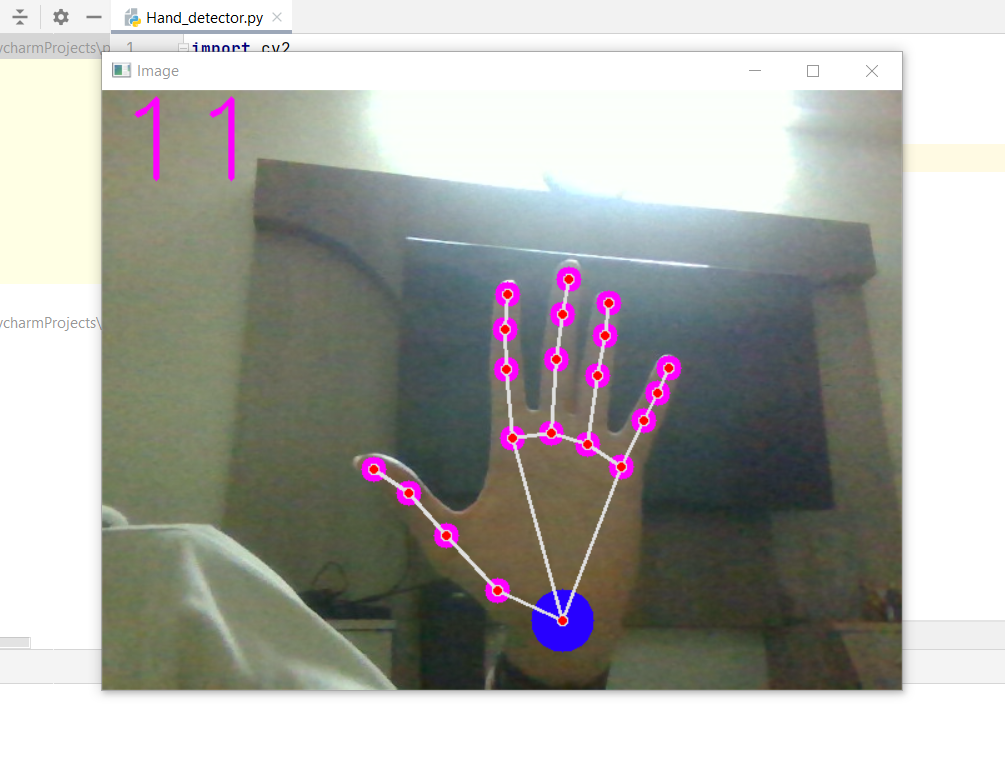 Hand_detector.py
ycharmProjects\
1
import cv2
Image
11
ycharmProjects\